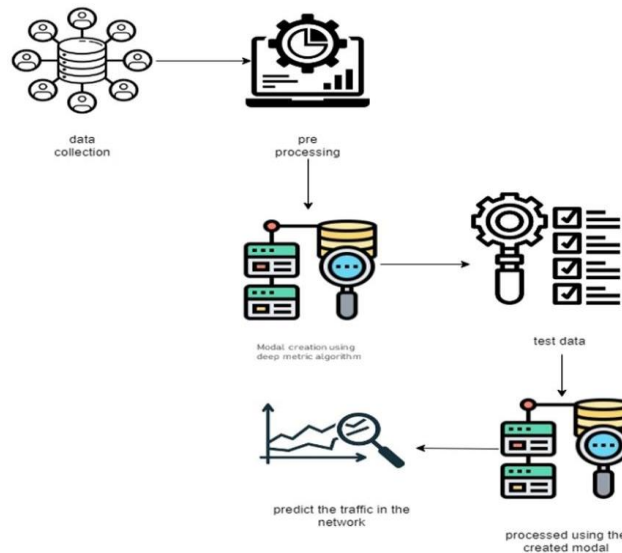 data
collection
pre
processing
Modal creation using
deep metric algorithm
test data
predict the traffic in the
network
processed using the
created modal